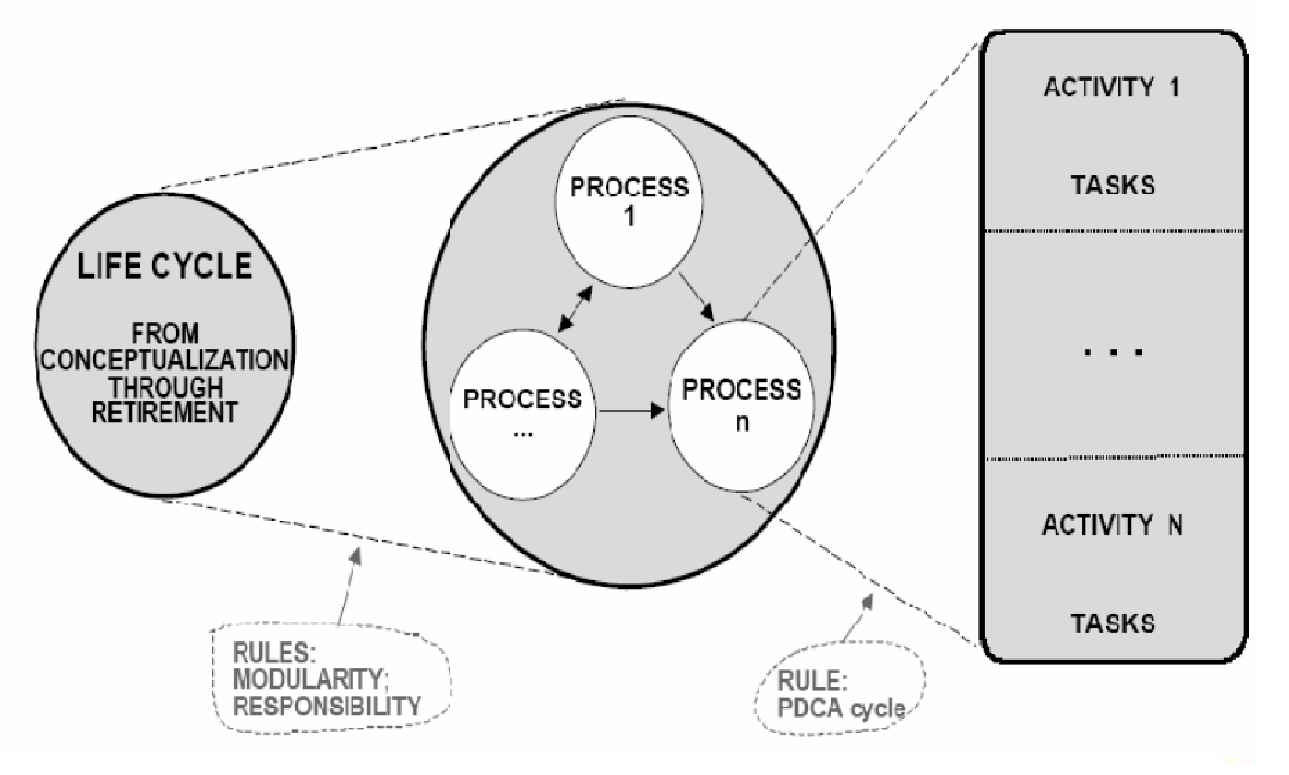 LIFE CYCLE
FROM
CONCEPTUALIZATION
THROUGH
RETIREMENT
PROCESS
1
PROCESS
...
PROCESS
n
ACTIVITY 1
TASKS
...
ACTIVITY N
TASKS
RULES:
MODULARITY;
RESPONSIBILITY
RULE:
PDCA cycle